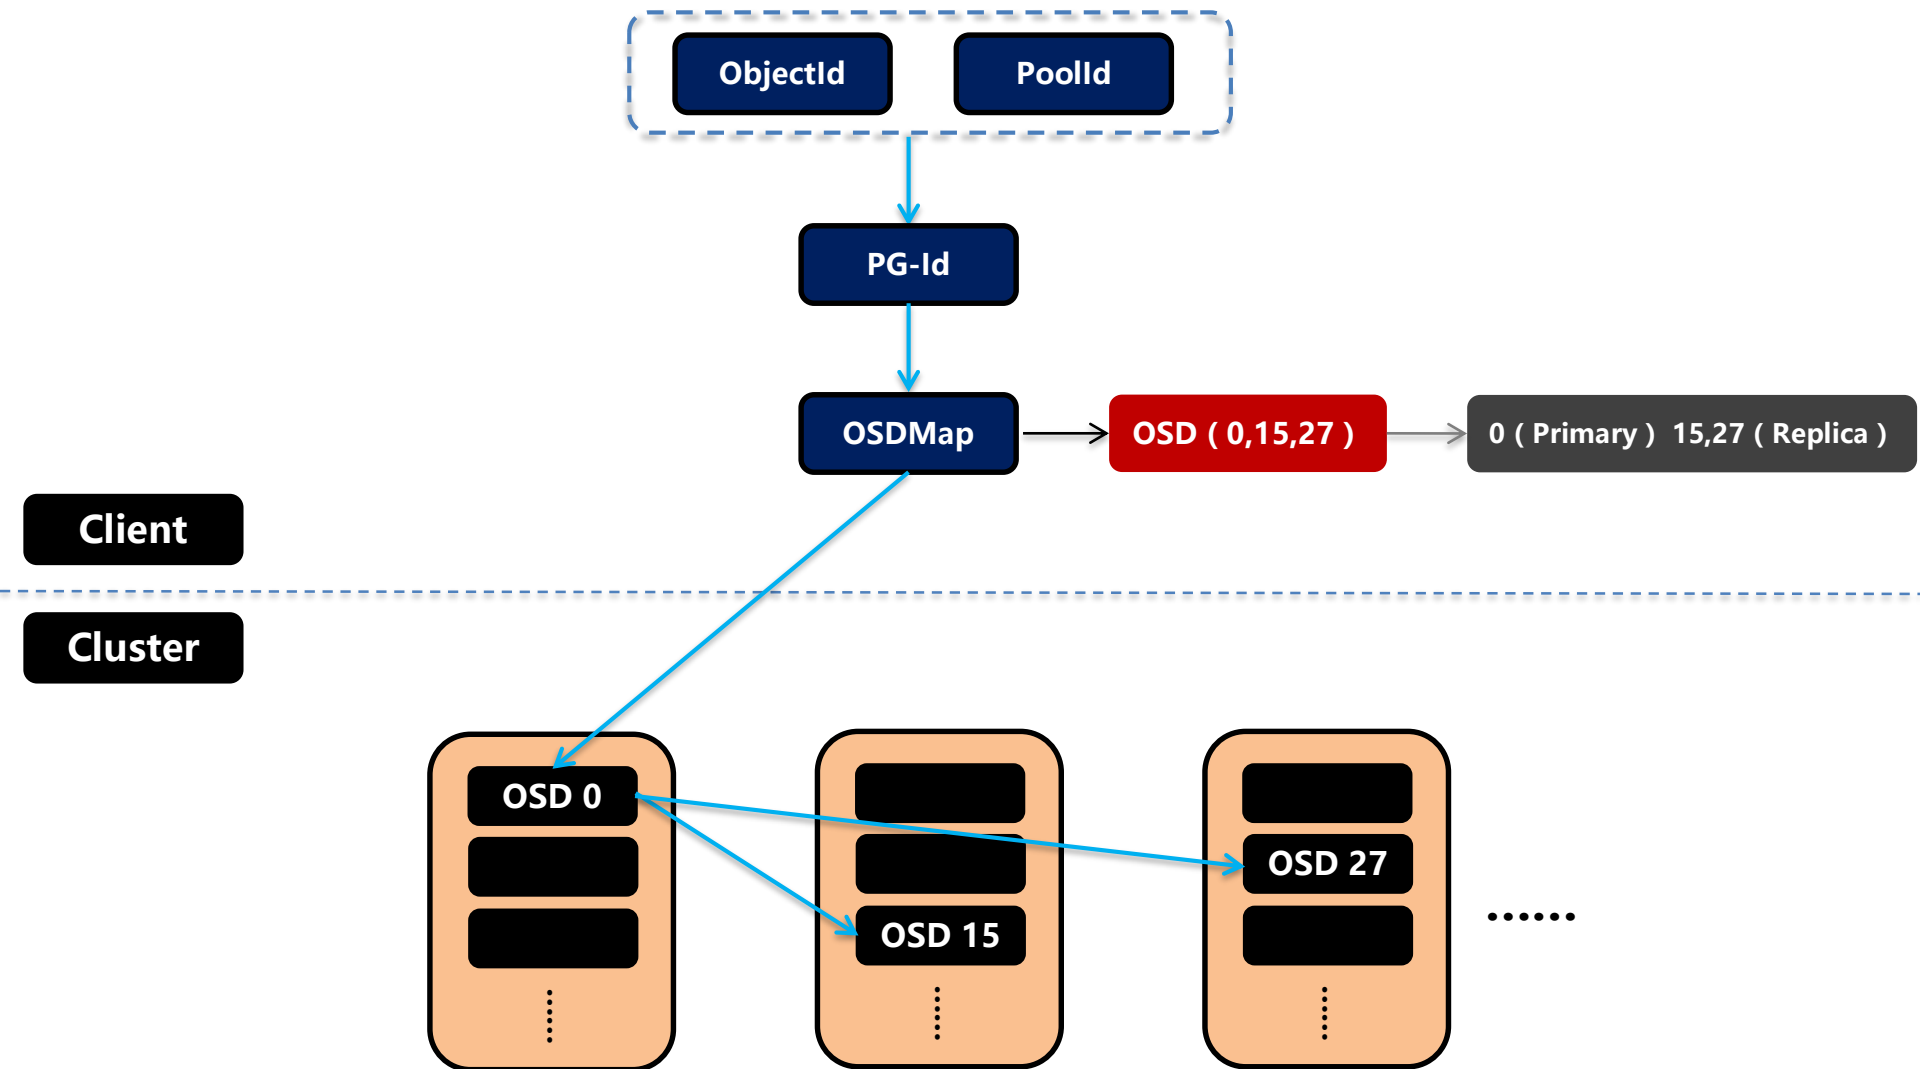 ObjectId
PoolId
PG-Id
OSDMap
OSD ( 0,15,27 )
0 ( Primary ) 15,27 ( Replica )
Client
Cluster
OSD 0
OSD 27
OSD 15
......